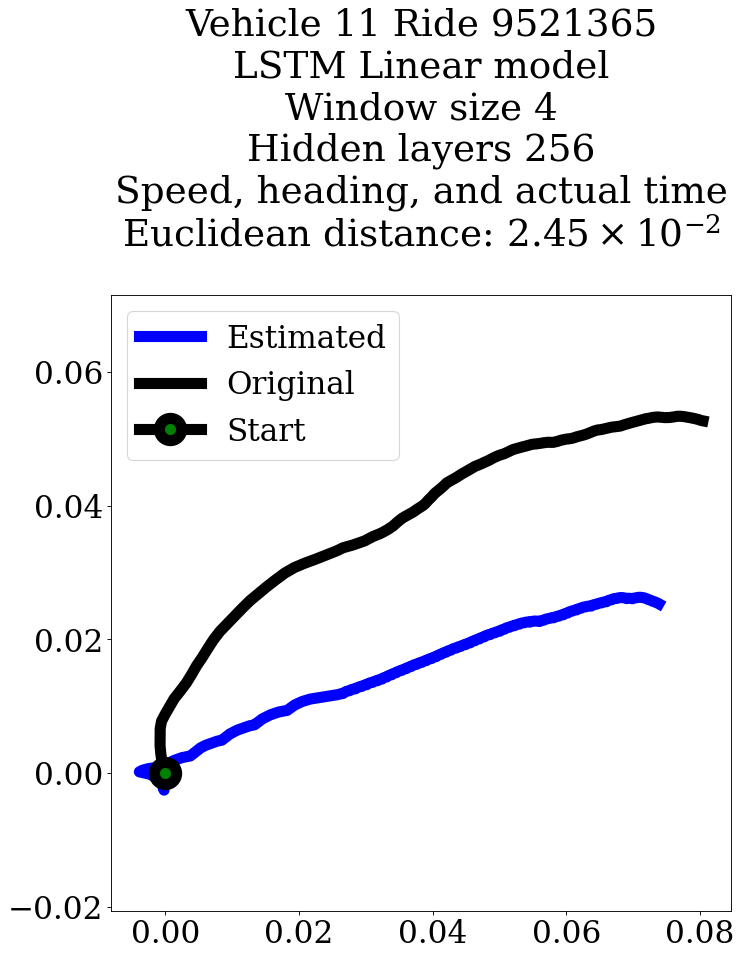 Vehicle 11 Ride 9521365
LSTM Linear model
Window size 4
Hidden layers 256
Speed, heading, and actual time
Euclidean distance: 2.45 × 10⁻²
Estimated
Original
Start
0.06
0.04
0.02
0.00
−0.02
0.00 0.02 0.04 0.06 0.08